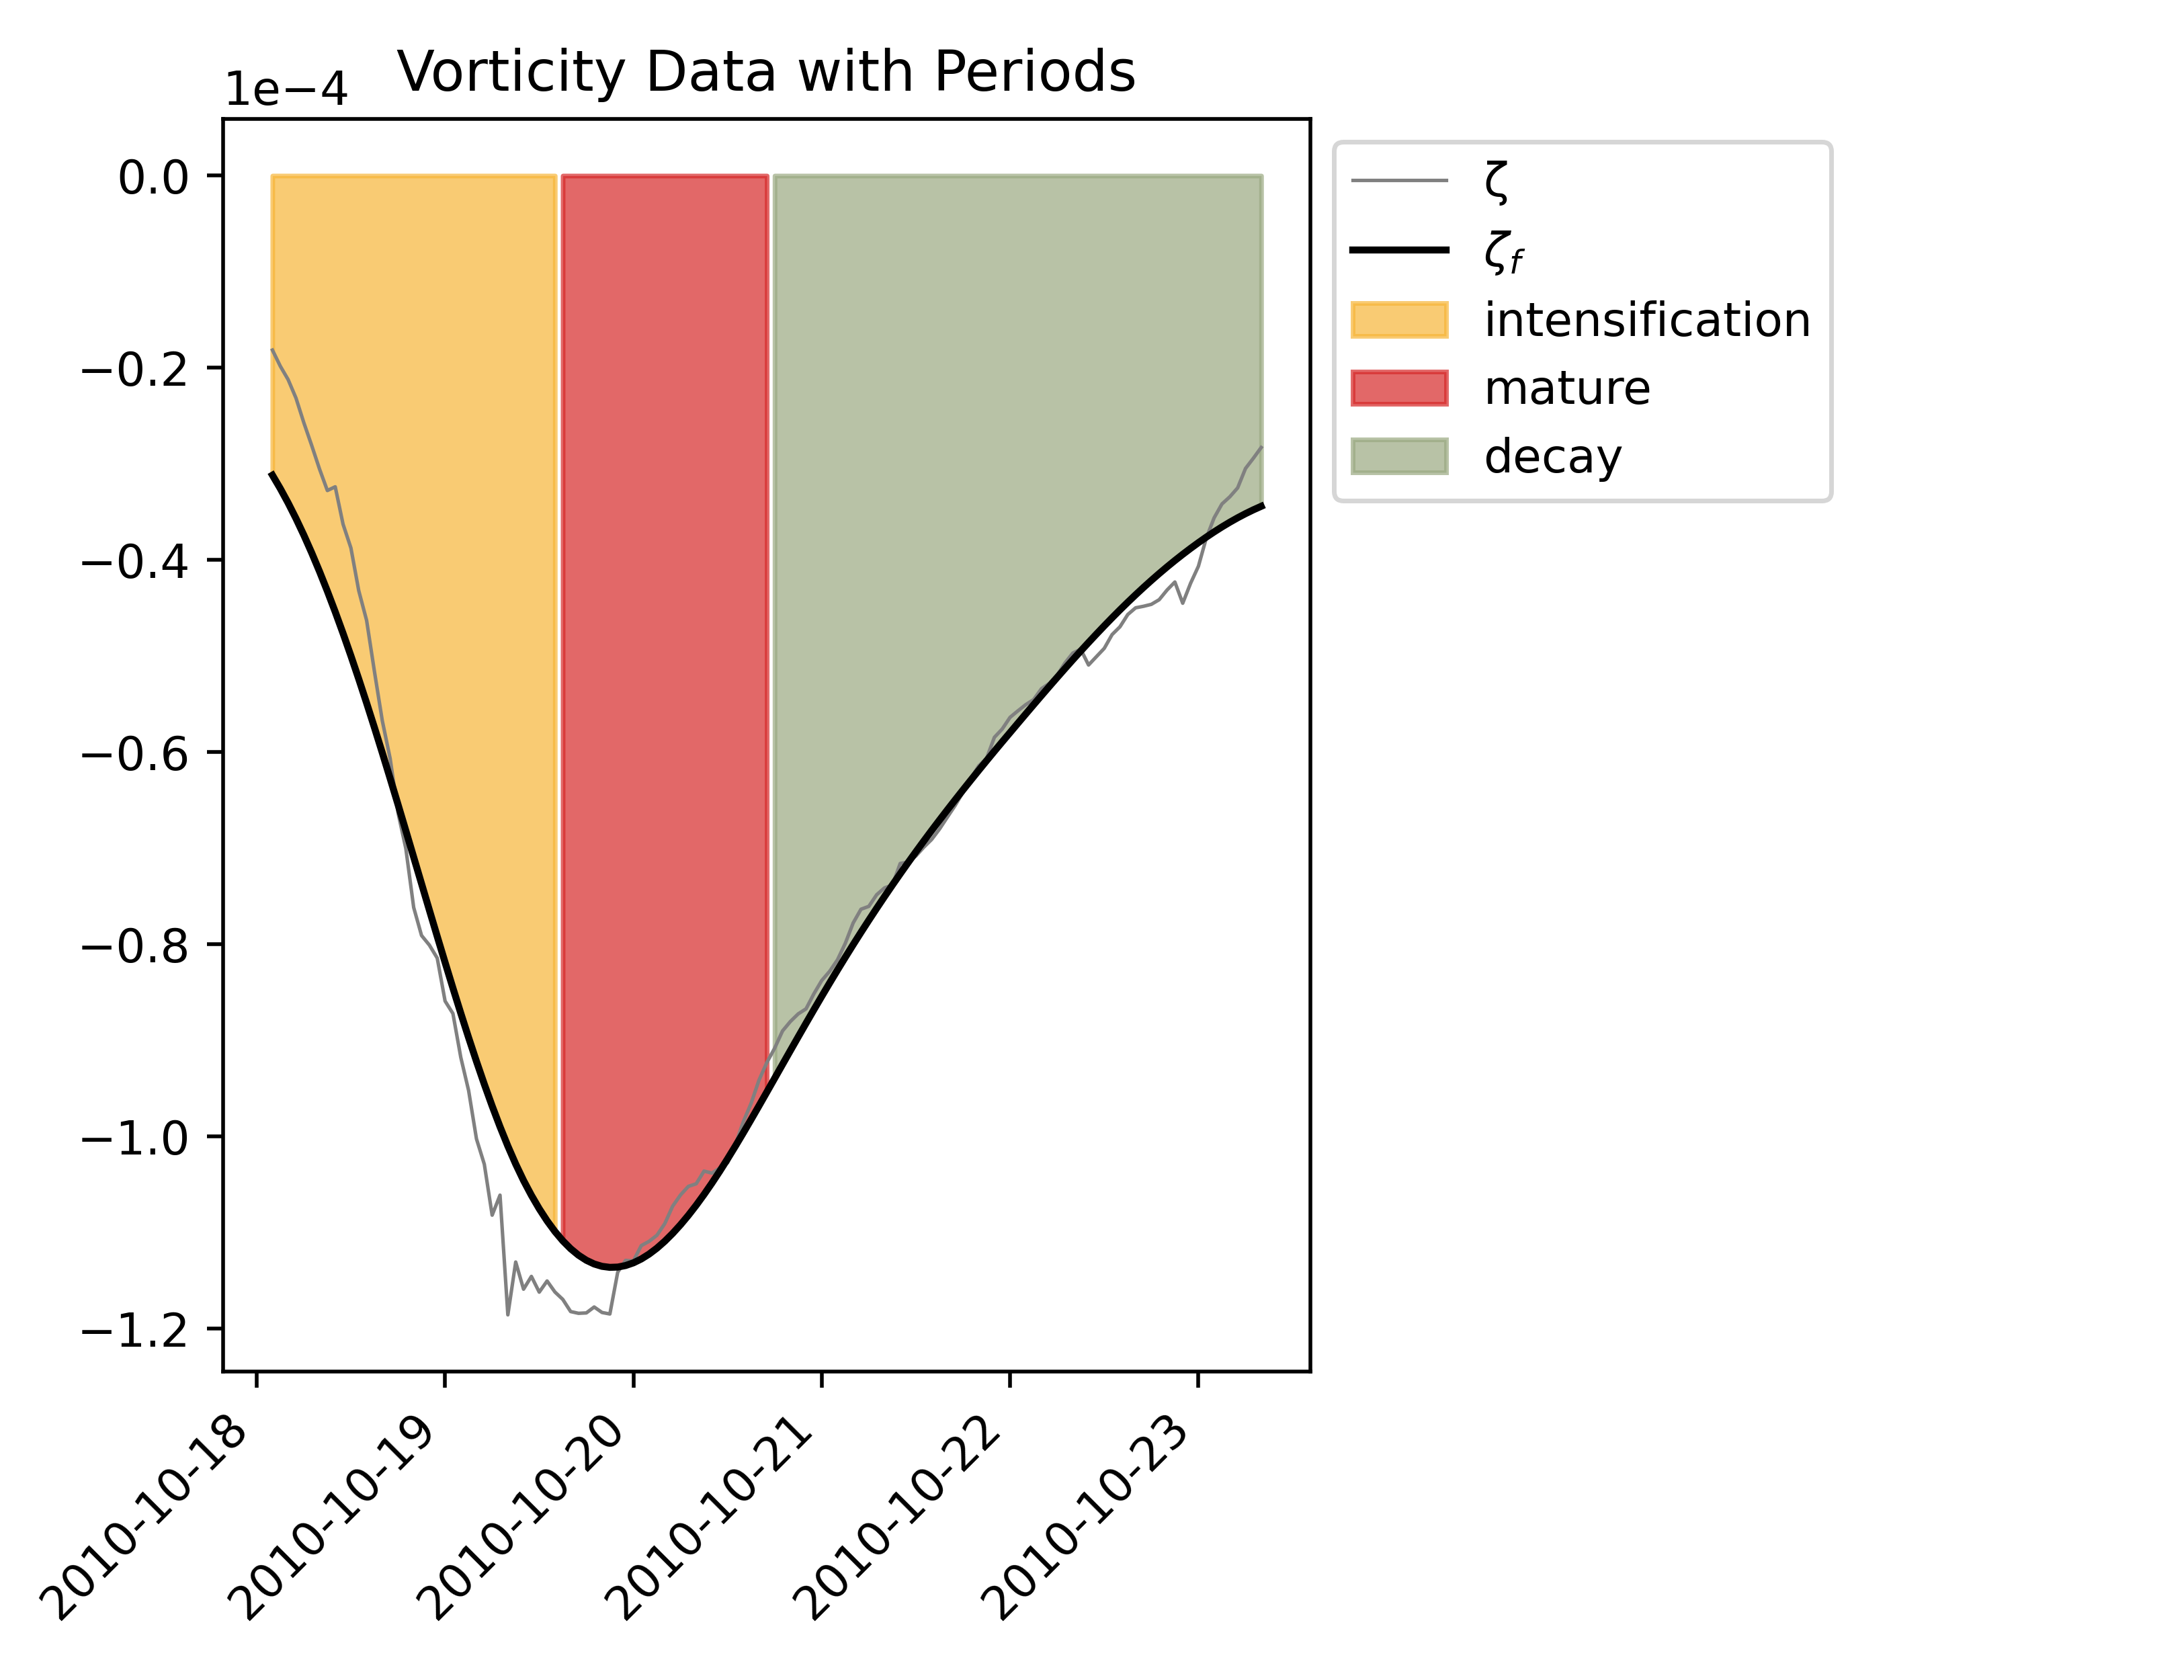 Vorticity Data with Periods
1e−4
0.0
−0.2
−0.4
−0.6
−0.8
−1.0
−1.2
2010-10-18
2010-10-19
2010-10-20
2010-10-21
2010-10-22
2010-10-23
ζ
ζf
intensification
mature
decay